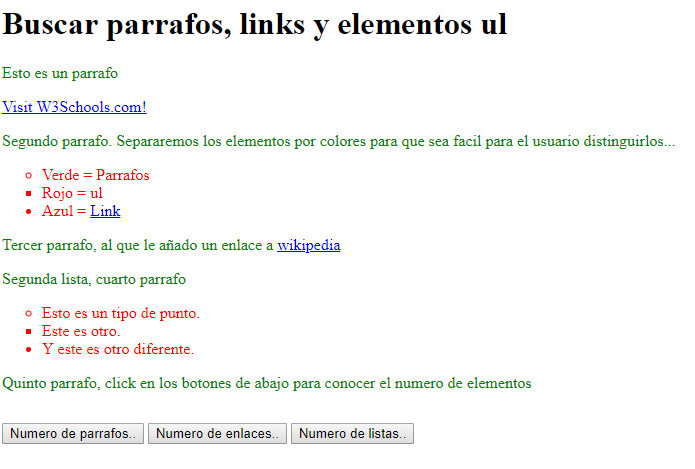 Buscar parrafos, links y elementos ul
Esto es un parrafo
Visit W3Schools.com!
Segundo parrafo. Separaremos los elementos por colores para que sea facil para el usuario distinguirlos...
Verde = Parrafos
Rojo = ul
Azul = Link
Tercer parrafo, al que le añado un enlace a wikipedia
Segunda lista, cuarto parrafo
Esto es un tipo de punto.
Este es otro.
Y este es otro diferente.
Quinto parrafo, click en los botones de abajo para conocer el numero de elementos
Numero de parrafos.. Numero de enlaces.. Numero de listas..